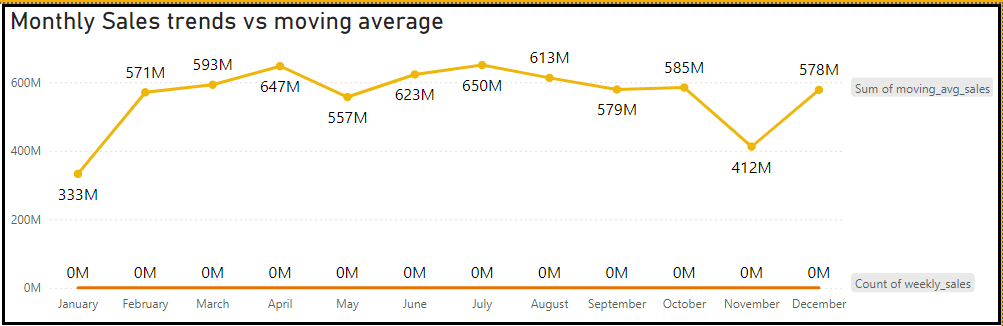 Monthly Sales trends vs moving average
600M
400M
200M
0M
333M
571M
593M
647M
557M
623M
650M
613M
579M
585M
412M
578M
Sum of moving_avg_sales
0M 0M 0M 0M 0M 0M 0M 0M 0M 0M 0M 0M
Count of weekly_sales
January February March April May June July August September October November December